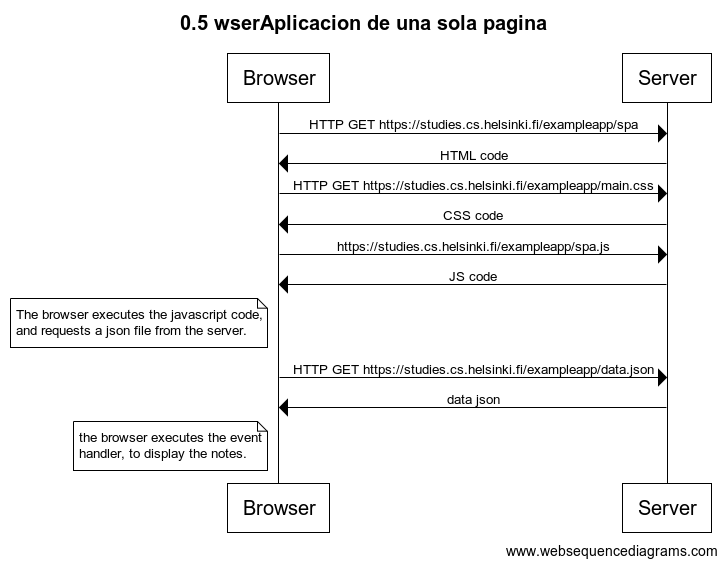 0.5 wserAplicacion de una sola pagina
Browser
Server
HTTP GET https://studies.cs.helsinki.fi/exampleapp/spa
HTML code
HTTP GET https://studies.cs.helsinki.fi/exampleapp/main.css
CSS code
https://studies.cs.helsinki.fi/exampleapp/spa.js
JS code
The browser executes the javascript code,
and requests a json file from the server.
HTTP GET https://studies.cs.helsinki.fi/exampleapp/data.json
data json
the browser executes the event
handler, to display the notes.
Browser
Server
www.websequencediagrams.com